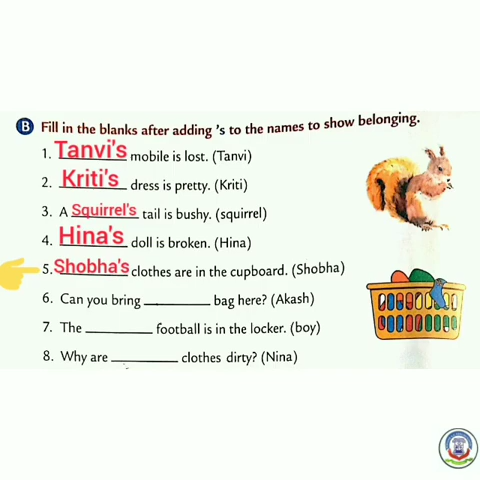 B Fill in the blanks after adding 's to the names to show belonging.
1. Tanvi's mobile is lost. (Tanvi)
2. Kriti's dress is pretty. (Kriti)
3. A Squirrel's tail is bushy. (squirrel)
4. Hina's doll is broken. (Hina)
5. Shobha's clothes are in the cupboard. (Shobha)
6. Can you bring ________ bag here? (Akash)
7. The ________ football is in the locker. (boy)
8. Why are ________ clothes dirty? (Nina)